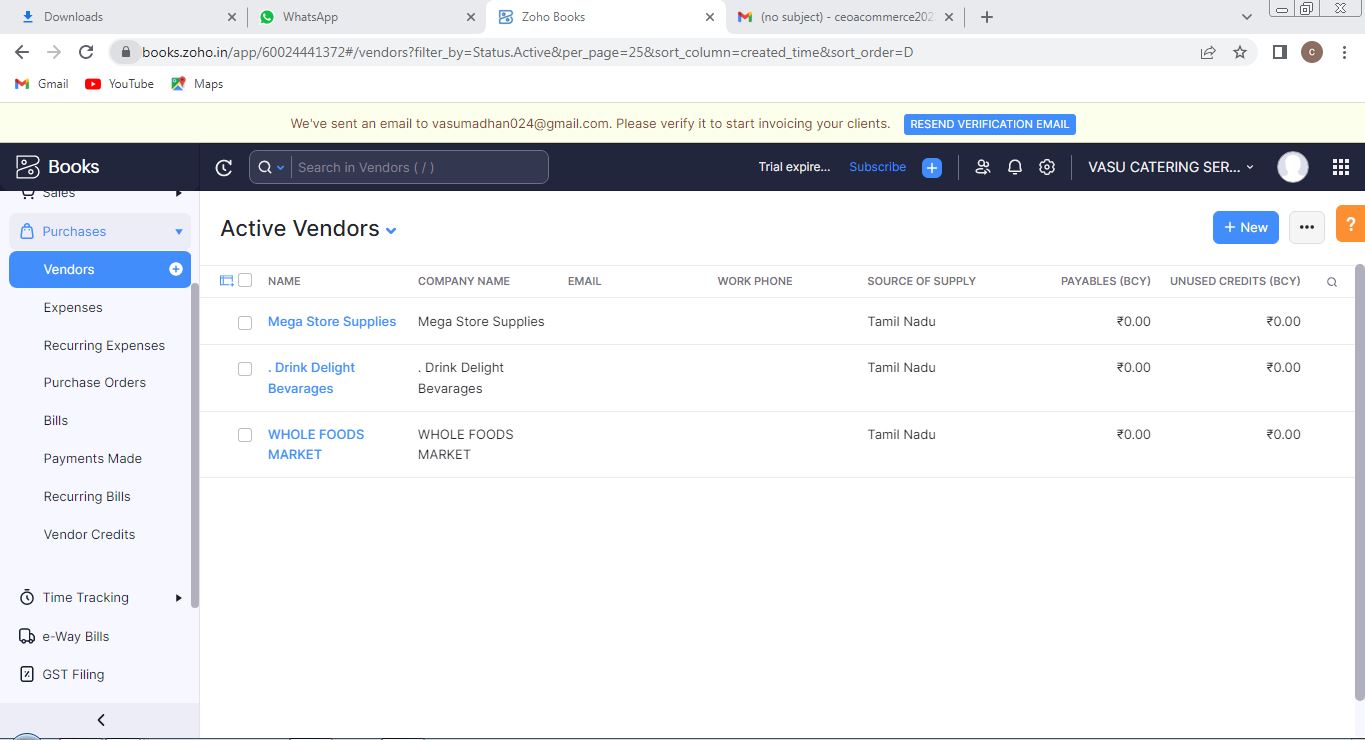 Downloads
WhatsApp
Zoho Books
(no subject) - ceoacommerce202
books.zoho.in/app/60024441372#/vendors?filter_by=Status.Active&per_page=25&sort_column=created_time&sort_order=D
c
Gmail
YouTube
Maps
We've sent an email to vasumadhan024@gmail.com. Please verify it to start invoicing your clients.
RESEND VERIFICATION EMAIL
Books
Search in Vendors ( / )
Trial expire...
Subscribe
VASU CATERING SER...
Sales
Purchases
Vendors
Expenses
Recurring Expenses
Purchase Orders
Bills
Payments Made
Recurring Bills
Vendor Credits
Time Tracking
e-Way Bills
GST Filing
Active Vendors
+ New
?
NAME COMPANY NAME EMAIL WORK PHONE SOURCE OF SUPPLY PAYABLES (BCY) UNUSED CREDITS (BCY)
Mega Store Supplies Mega Store Supplies Tamil Nadu ₹0.00 ₹0.00
. Drink Delight . Drink Delight Tamil Nadu ₹0.00 ₹0.00
Bevarages Bevarages
WHOLE FOODS WHOLE FOODS Tamil Nadu ₹0.00 ₹0.00
MARKET MARKET